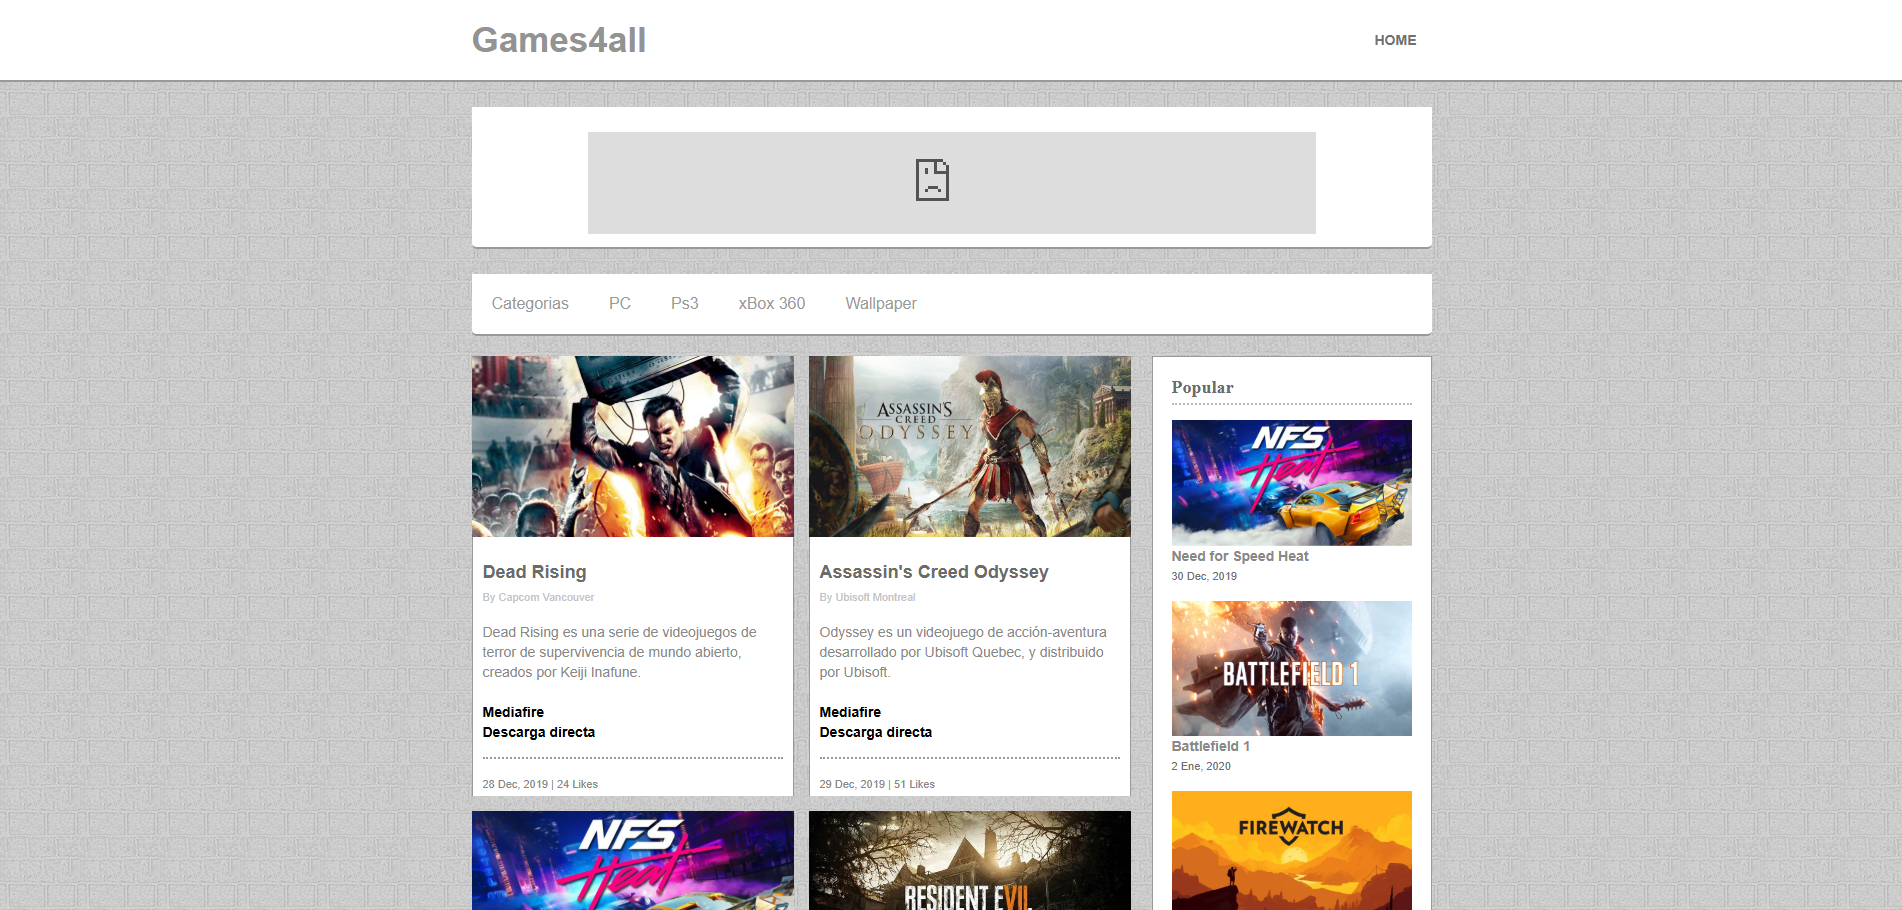 Games4all
HOME
Categorias PC Ps3 xBox 360 Wallpaper
ASSASSIN'S
CREED
ODYSSEY
Dead Rising
By Capcom Vancouver
Dead Rising es una serie de videojuegos de
terror de supervivencia de mundo abierto,
creados por Keiji Inafune.
Mediafire
Descarga directa
28 Dec, 2019 | 24 Likes
Assassin's Creed Odyssey
By Ubisoft Montreal
Odyssey es un videojuego de acción-aventura
desarrollado por Ubisoft Quebec, y distribuido
por Ubisoft.
Mediafire
Descarga directa
29 Dec, 2019 | 51 Likes
NFS
Heat
RESIDENT EVIL
Popular
NFS
Heat
Need for Speed Heat
30 Dec, 2019
BATTLEFIELD 1
Battlefield 1
2 Ene, 2020
FIREWATCH